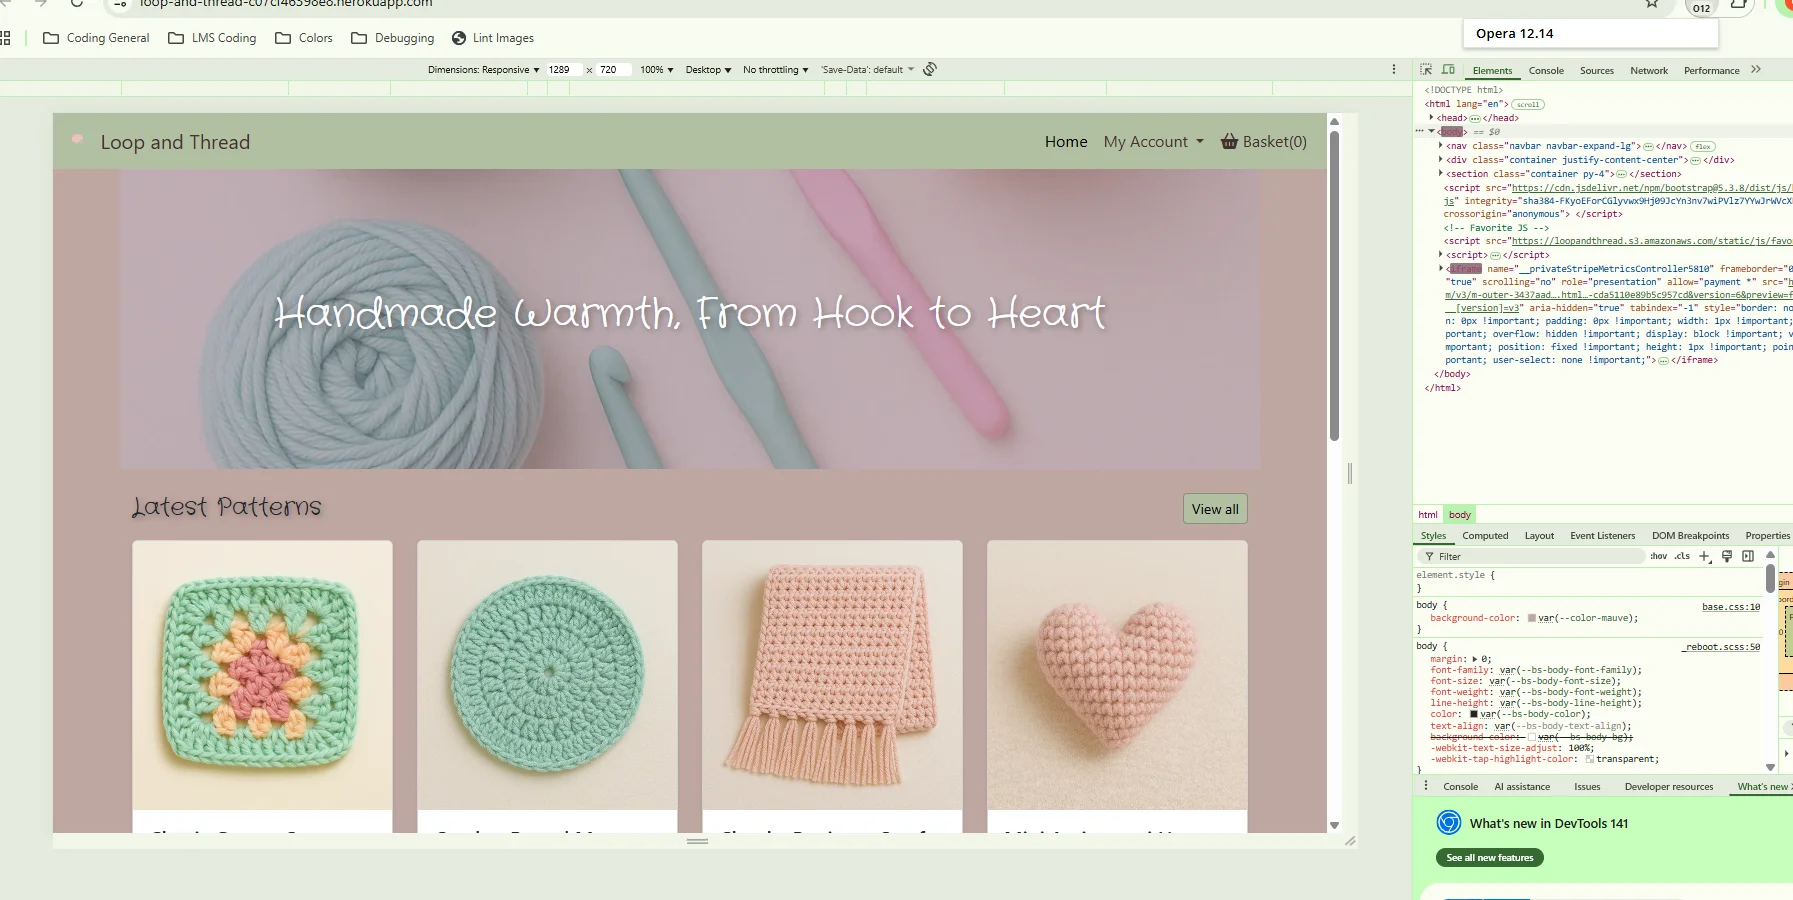 loop-and-thread-c07cf46398e8.herokuapp.com
012
Opera 12.14
Coding General
LMS Coding
Colors
Debugging
Lint Images
Dimensions: Responsive
1289
×
720
100%
Desktop
No throttling
'Save-Data': default
Loop and Thread
Home
My Account
Basket(0)
Handmade Warmth, From Hook to Heart
Latest Patterns
View all
Elements
Console
Sources
Network
Performance
<!DOCTYPE html>
<html lang="en"> scroll
<head> </head>
<body> == $0
<nav class="navbar navbar-expand-lg"> </nav> flex
<div class="container justify-content-center"> </div>
<section class="container py-4"> </section>
<script src="https://cdn.jsdelivr.net/npm/bootstrap@5.3.8/dist/js/
js" integrity="sha384-FKyoEForCGlyvwx9Hj09JcYn3nv7wiPVlz7YYwJrWVcX
crossorigin="anonymous"> </script>
<!-- Favorite JS -->
<script src="https://loopandthread.s3.amazonaws.com/static/js/favo
<script> </script>
<iframe name="__privateStripeMetricsController5810" frameborder="0
"true" scrolling="no" role="presentation" allow="payment *" src="h
m/v3/m-outer-3437aad…html…-cda5110e89b5c957cd&version=6&preview=f
__[version]=v3" aria-hidden="true" tabindex="-1" style="border: no
n: 0px !important; padding: 0px !important; width: 1px !important;
portant; overflow: hidden !important; display: block !important; v
mportant; position: fixed !important; height: 1px !important; poin
portant; user-select: none !important;"> </iframe>
</body>
</html>
html
body
Styles
Computed
Layout
Event Listeners
DOM Breakpoints
Properties
Filter
:hov
.cls
element.style {
}
body {
base.css:10
background-color: var(--color-mauve);
}
body {
_reboot.scss:50
margin: 0;
font-family: var(--bs-body-font-family);
font-size: var(--bs-body-font-size);
font-weight: var(--bs-body-font-weight);
line-height: var(--bs-body-line-height);
color: var(--bs-body-color);
text-align: var(--bs-body-text-align);
background-color: var(--bs-body-bg);
-webkit-text-size-adjust: 100%;
-webkit-tap-highlight-color: transparent;
}
Console
AI assistance
Issues
Developer resources
What's new
What's new in DevTools 141
See all new features